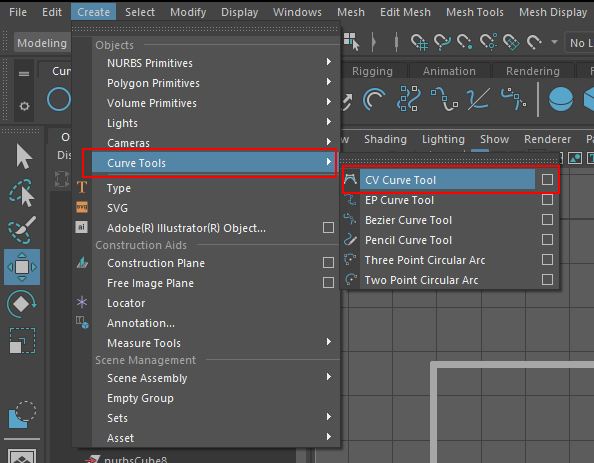 File Edit Create Select Modify Display Windows Mesh Edit Mesh Mesh Tools Mesh Display
Modeling
No L
Objects
Cur
Rigging Animation Rendering
NURBS Primitives
Polygon Primitives
Volume Primitives
Lights
Cameras
Shading Lighting Show Renderer Pa
Curve Tools
CV Curve Tool
EP Curve Tool
Bezier Curve Tool
Pencil Curve Tool
Three Point Circular Arc
Two Point Circular Arc
Type
SVG
Adobe(R) Illustrator(R) Object...
Construction Aids
Construction Plane
Free Image Plane
Locator
Annotation...
Measure Tools
Scene Management
Scene Assembly
Empty Group
Sets
Asset
nurbsCube8